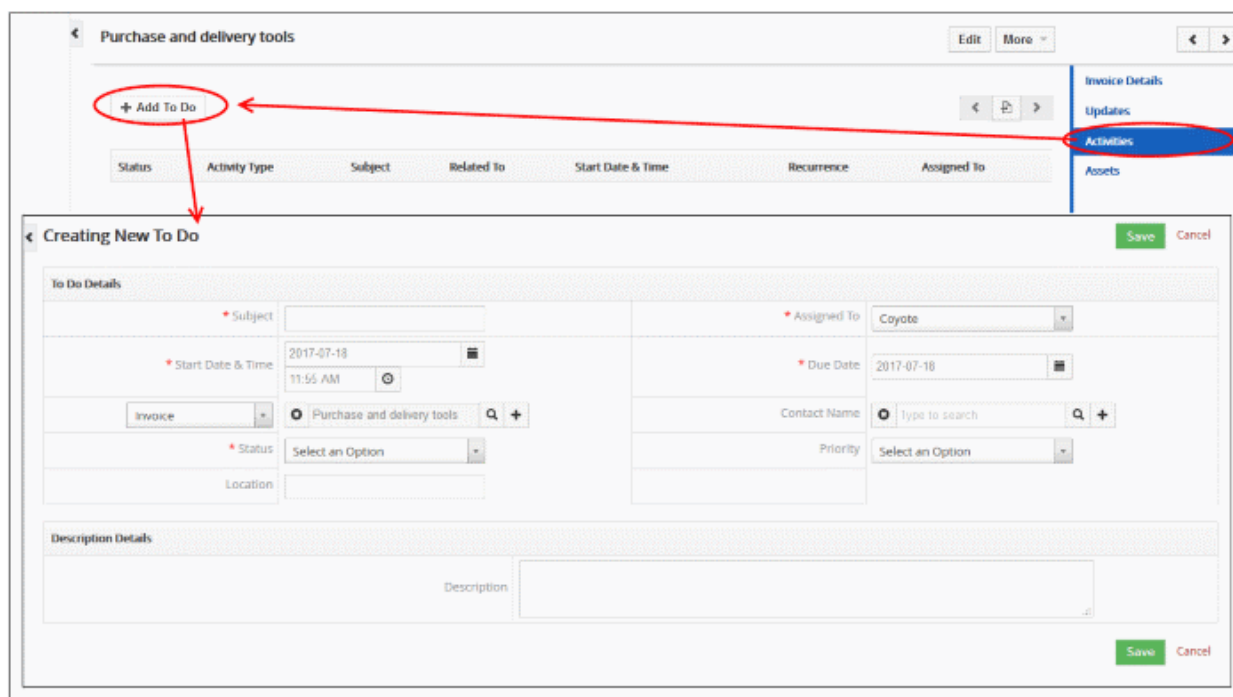 Purchase and delivery tools
Edit
More
Invoice Details
+ Add To Do
Updates
Activities
Assets
Status Activity Type Subject Related To Start Date & Time Recurrence Assigned To
Creating New To Do
Save Cancel
To Do Details
* Subject
* Assigned To Coyote
* Start Date & Time 2017-07-18
11:55 AM
* Due Date 2017-07-18
Invoice Purchase and delivery tools
Contact Name Type to search
* Status Select an Option
Priority Select an Option
Location
Description Details
Description
Save Cancel